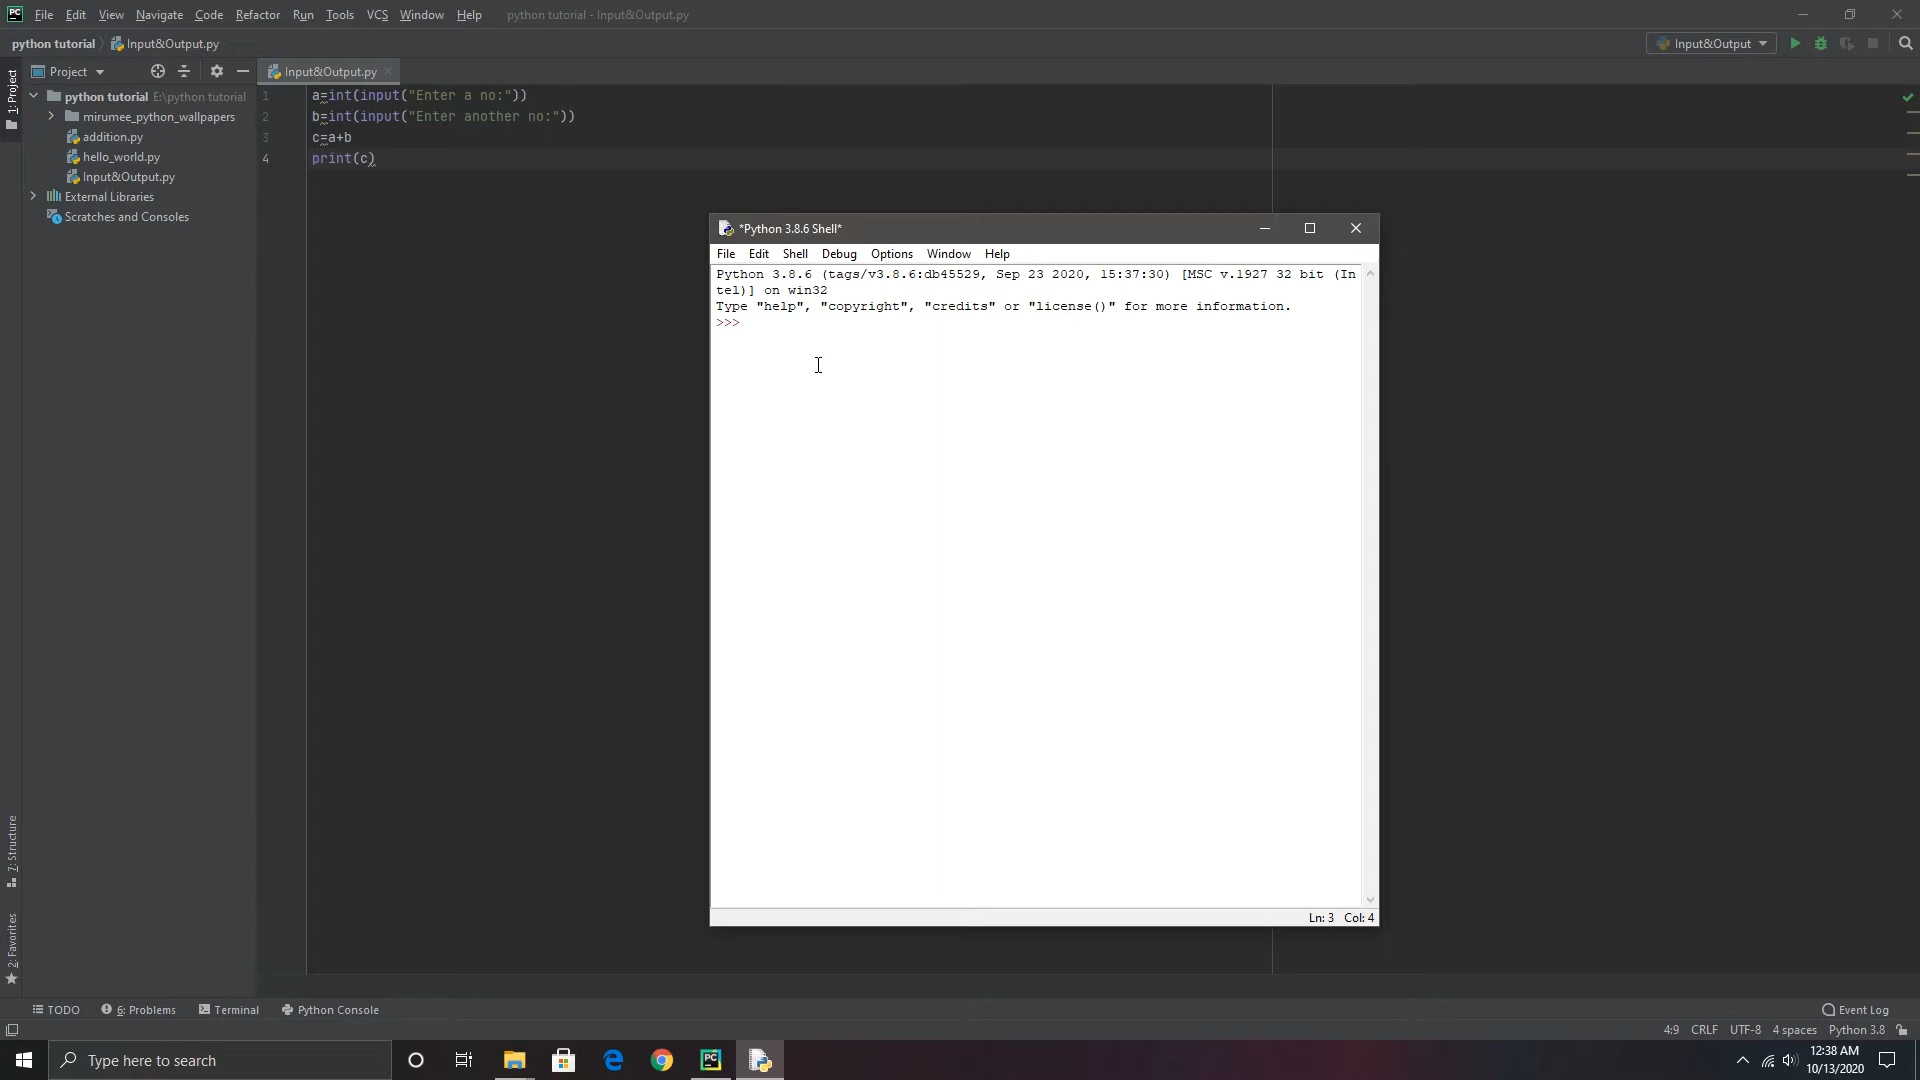 PC File Edit View Navigate Code Refactor Run Tools VCS Window Help python tutorial - Input&Output.py
python tutorial Input&Output.py Input&Output
1: Project
Project Input&Output.py
python tutorial E:\python tutorial
mirumee_python_wallpapers
addition.py
hello_world.py
Input&Output.py
External Libraries
Scratches and Consoles
1 a=int(input("Enter a no:"))
2 b=int(input("Enter another no:"))
3 c=a+b
4 print(c)
*Python 3.8.6 Shell*
File Edit Shell Debug Options Window Help
Python 3.8.6 (tags/v3.8.6:db45529, Sep 23 2020, 15:37:30) [MSC v.1927 32 bit (In
tel)] on win32
Type "help", "copyright", "credits" or "license()" for more information.
>>>
Ln: 3 Col: 4
7: Structure
2: Favorites
TODO 6: Problems Terminal Python Console Event Log
4:9 CRLF UTF-8 4 spaces Python 3.8
Type here to search PC 12:38 AM
10/13/2020